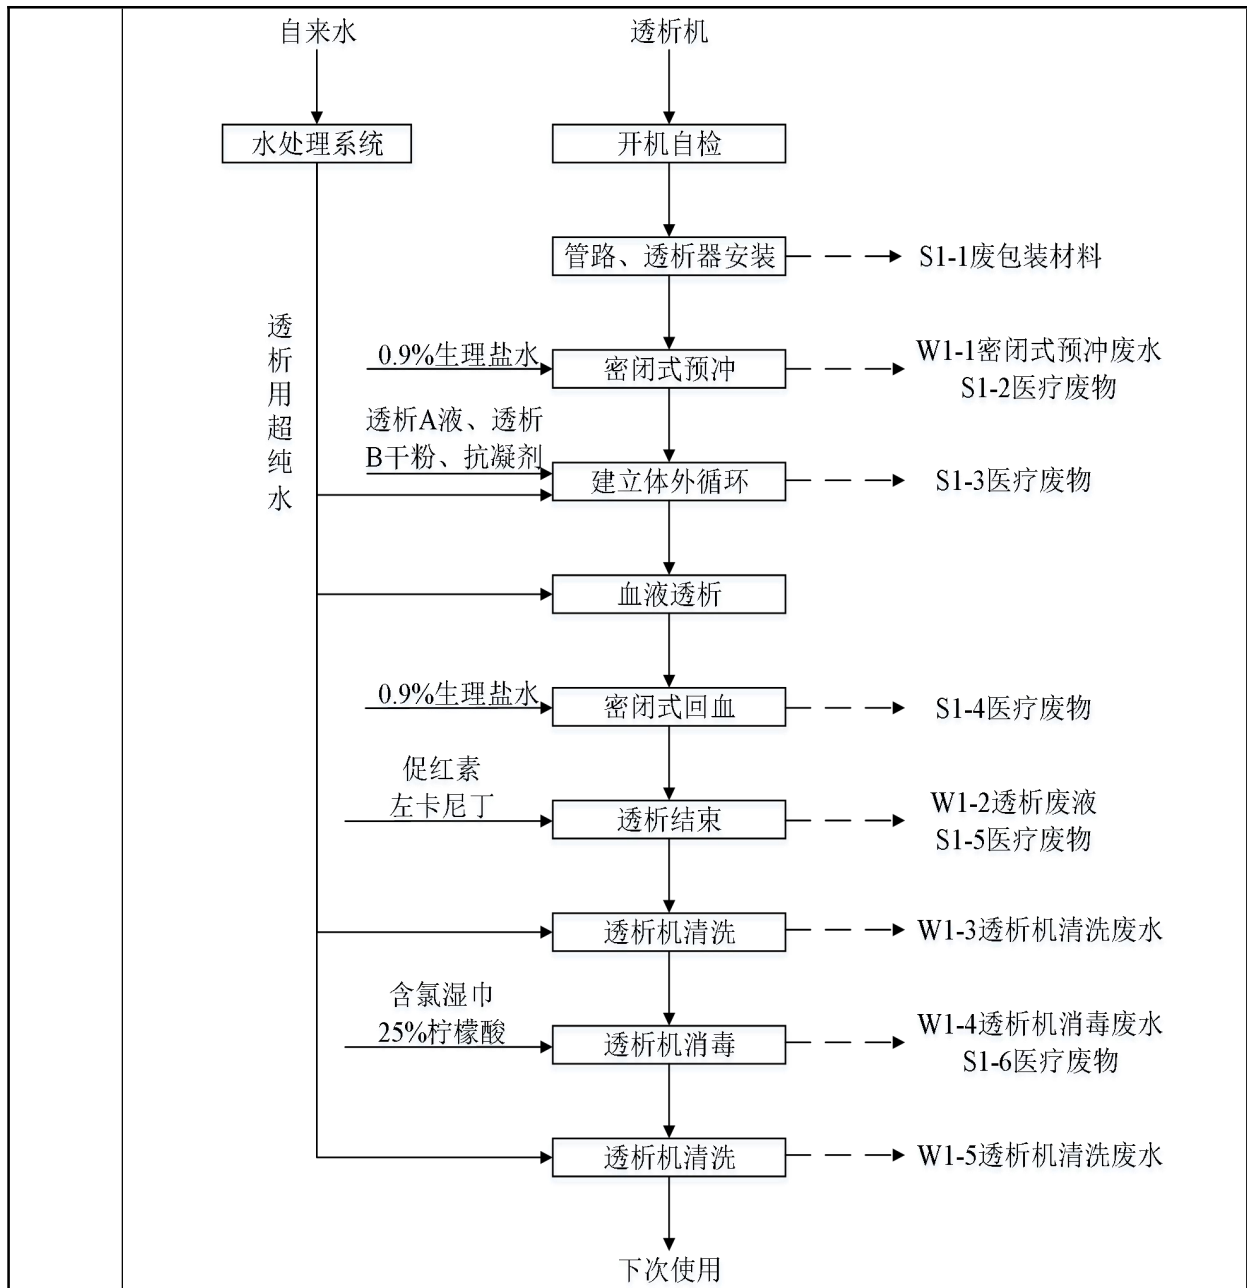 自来水
透析机
水处理系统
开机自检
管路、透析器安装
S1-1废包装材料
透析用超纯水
0.9%生理盐水
密闭式预冲
W1-1密闭式预冲废水
S1-2医疗废物
透析A液、透析
B干粉、抗凝剂
建立体外循环
S1-3医疗废物
血液透析
0.9%生理盐水
密闭式回血
S1-4医疗废物
促红素
左卡尼丁
透析结束
W1-2透析废液
S1-5医疗废物
透析机清洗
W1-3透析机清洗废水
含氯湿巾
25%柠檬酸
透析机消毒
W1-4透析机消毒废水
S1-6医疗废物
透析机清洗
W1-5透析机清洗废水
下次使用